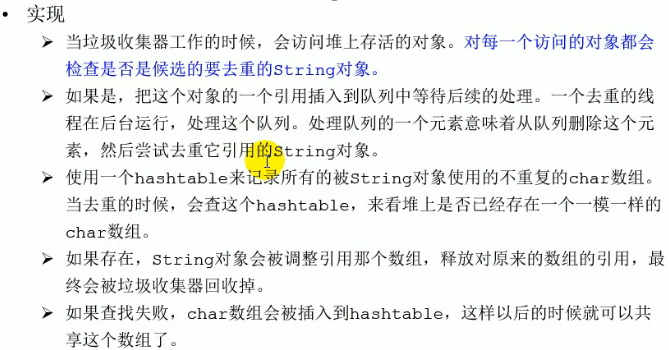 • 实现
➢ 当垃圾收集器工作的时候，会访问堆上存活的对象。对每一个访问的对象都会
检查是否是候选的要去重的String对象。
➢ 如果是，把这个对象的一个引用插入到队列中等待后续的处理。一个去重的线
程在后台运行，处理这个队列。处理队列的一个元素意味着从队列删除这个元
素，然后尝试去重它引用的String对象。
➢ 使用一个hashtable来记录所有的被String对象使用的不重复的char数组。
当去重的时候，会查这个hashtable，来看堆上是否已经存在一个一模一样的
char数组。
➢ 如果存在，String对象会被调整引用那个数组，释放对原来的数组的引用，最
终会被垃圾收集器回收掉。
➢ 如果查找失败，char数组会被插入到hashtable，这样以后的时候就可以共
享这个数组了。